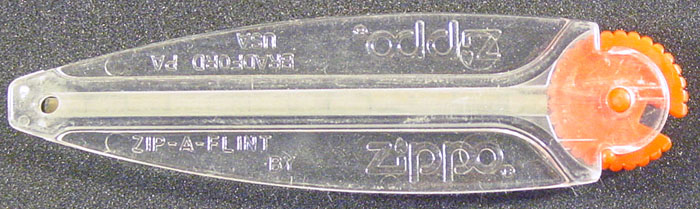 Zippo
BRADFORD PA
USA
ZIP-A-FLINT
BY
Zippo